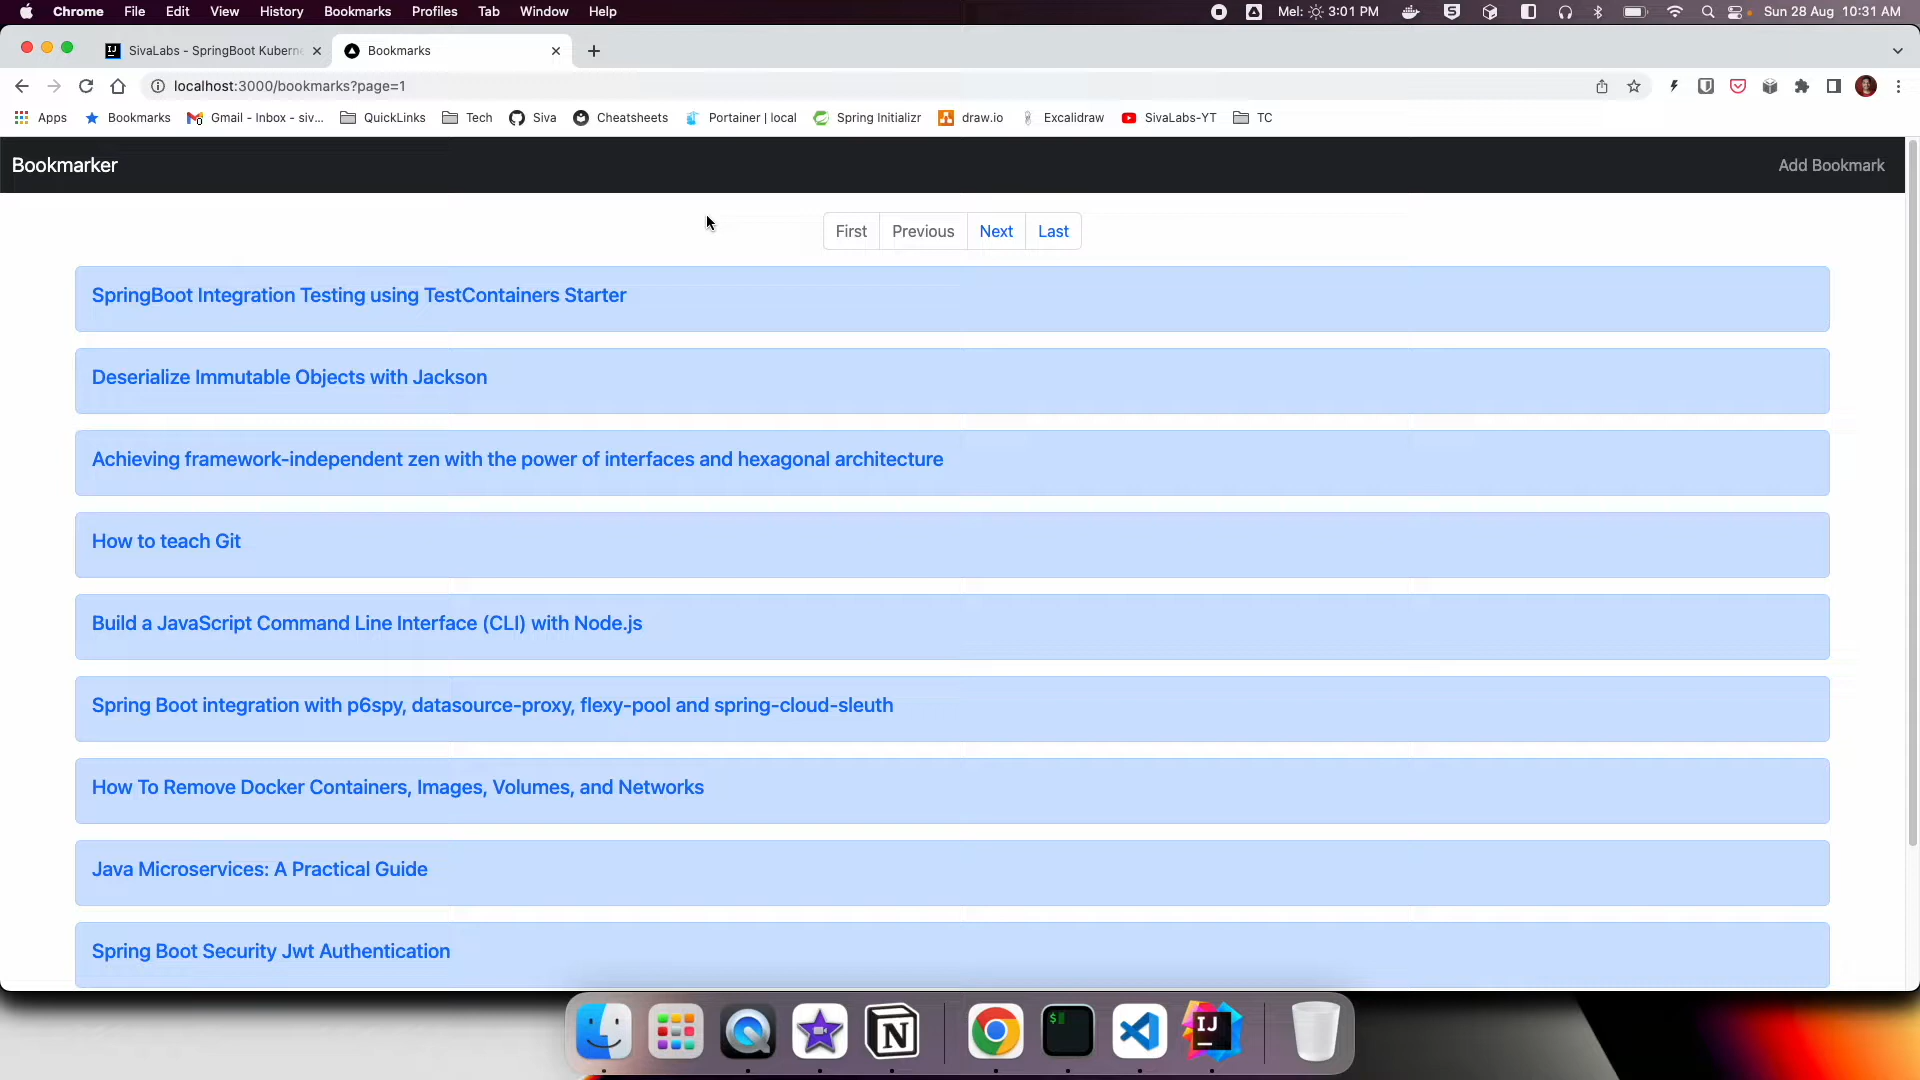 Chrome File Edit View History Bookmarks Profiles Tab Window Help Mel: 3:01 PM Sun 28 Aug 10:31 AM
SivaLabs - SpringBoot Kuberne Bookmarks
localhost:3000/bookmarks?page=1
Apps Bookmarks Gmail - Inbox - siv... QuickLinks Tech Siva Cheatsheets Portainer | local Spring Initializr draw.io Excalidraw SivaLabs-YT TC
Bookmarker Add Bookmark
First Previous Next Last
SpringBoot Integration Testing using TestContainers Starter
Deserialize Immutable Objects with Jackson
Achieving framework-independent zen with the power of interfaces and hexagonal architecture
How to teach Git
Build a JavaScript Command Line Interface (CLI) with Node.js
Spring Boot integration with p6spy, datasource-proxy, flexy-pool and spring-cloud-sleuth
How To Remove Docker Containers, Images, Volumes, and Networks
Java Microservices: A Practical Guide
Spring Boot Security Jwt Authentication
$ IJ